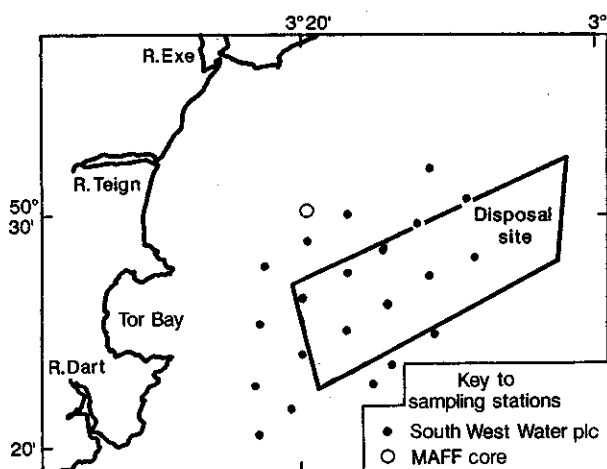 3° 20'
3°
R.Exe
R. Teign
50°
30'
Disposal
site
Tor Bay
R.Dart
Key to
sampling stations
South West Water plc
20'
MAFF core